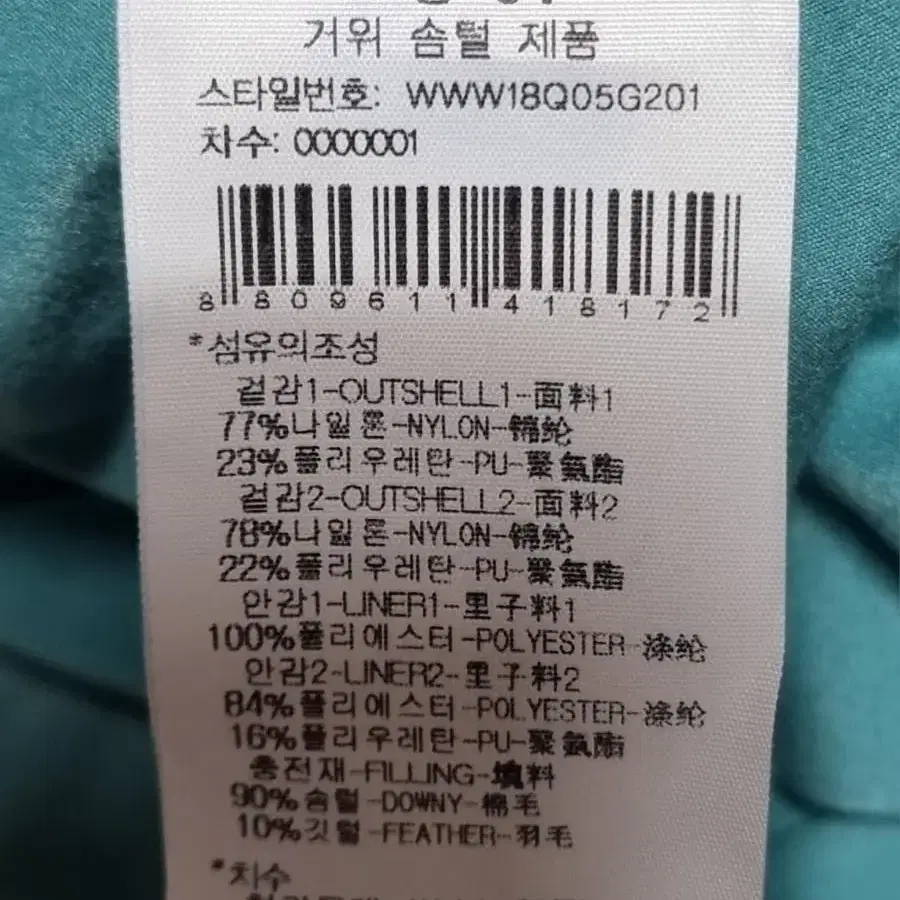 거위 솜털 제품
스타일번호: WWW18Q05G201
차수: 0000001
8 809611 418172
*섬유의조성
겉감1-OUTSHELL1-面料1
77%나일론-NYLON-锦纶
23%폴리우레탄-PU-聚氨酯
겉감2-OUTSHELL2-面料2
78%나일론-NYLON-锦纶
22%폴리우레탄-PU-聚氨酯
안감1-LINER1-里子料1
100%폴리에스터-POLYESTER-涤纶
안감2-LINER2-里子料2
84%폴리에스터-POLYESTER-涤纶
16%폴리우레탄-PU-聚氨酯
충전재-FILLING-填料
90%솜털-DOWNY-棉毛
10%깃털-FEATHER-羽毛
*치수